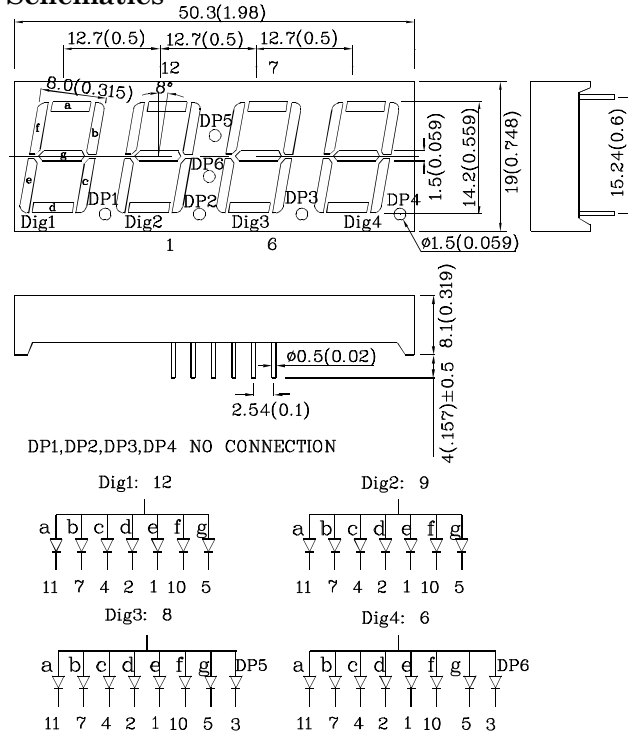 Schematics
50.3(1.98)
12.7(0.5) 12.7(0.5) 12.7(0.5)
12 7
8.0(0.315) 8°
a
f b
g
e c
d
DP5
DP6
DP1 DP2 DP3 DP4
Dig1 Dig2 Dig3 Dig4
1 6
1.5(0.059)
14.2(0.559)
19(0.748)
15.24(0.6)
ø1.5(0.059)
8.1(0.319)
ø0.5(0.02)
2.54(0.1)
4(.157)±0.5
DP1,DP2,DP3,DP4 NO CONNECTION
Dig1: 12
a b c d e f g
11 7 4 2 1 10 5
Dig2: 9
a b c d e f g
11 7 4 2 1 10 5
Dig3: 8
a b c d e f g DP5
11 7 4 2 1 10 5 3
Dig4: 6
a b c d e f g DP6
11 7 4 2 1 10 5 3